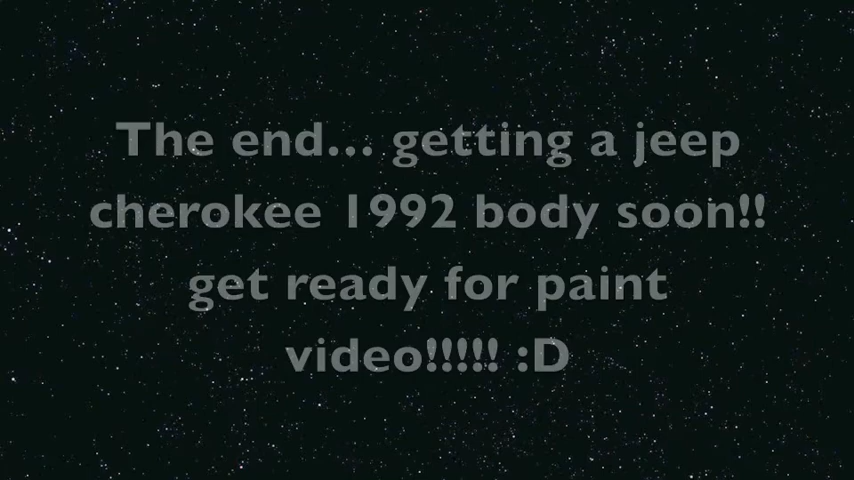 The end... getting a jeep
cherokee 1992 body soon!!
get ready for paint
video!!!!! :D